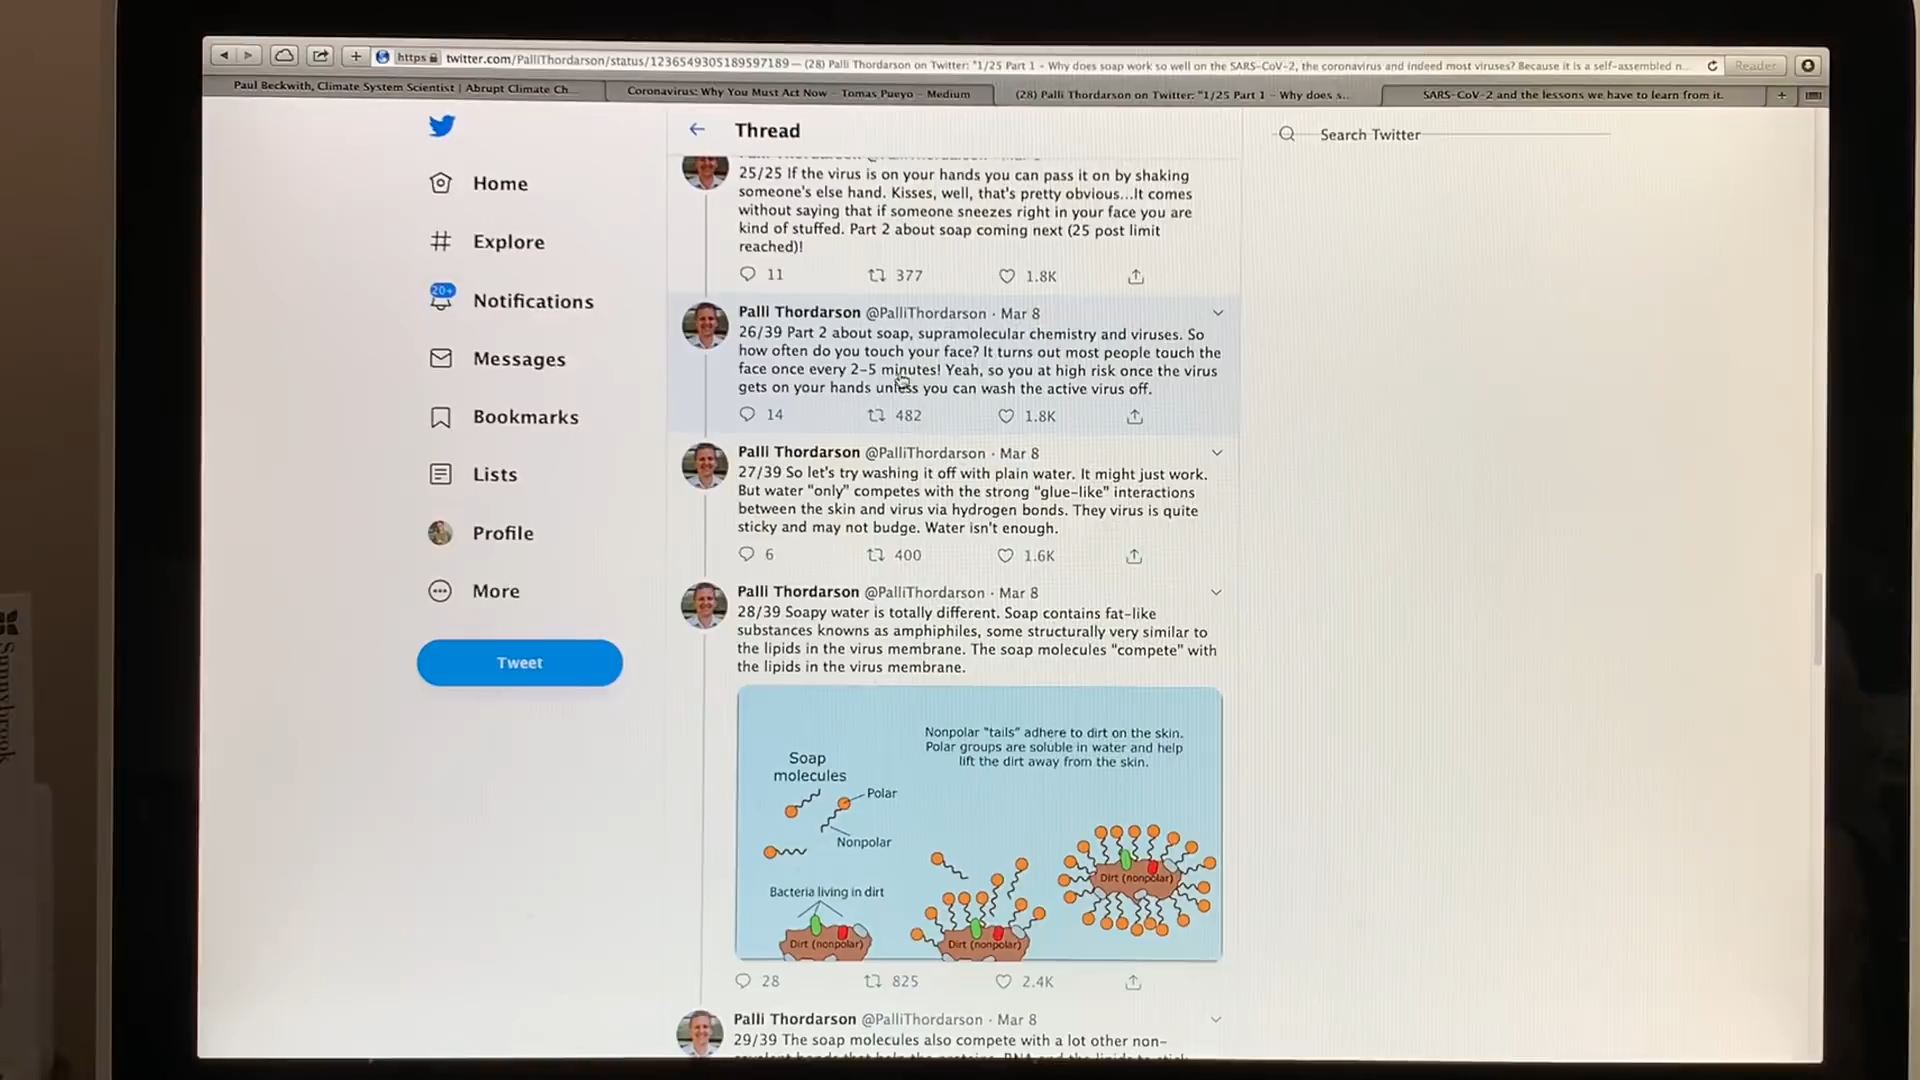 https twitter.com/PalliThordarson/status/1236549305189597189 — (28) Palli Thordarson on Twitter: "1/25 Part 1 - Why does soap work so well on the SARS-CoV-2, the coronavirus and indeed most viruses? Because it is a self-assembled n... Reader
Paul Beckwith, Climate System Scientist | Abrupt Climate Ch...
Coronavirus: Why You Must Act Now – Tomas Pueyo – Medium
(28) Palli Thordarson on Twitter: "1/25 Part 1 – Why does s...
SARS-CoV-2 and the lessons we have to learn from it.
Thread
Search Twitter
Home
Explore
20+
Notifications
Messages
Bookmarks
Lists
Profile
More
Tweet
25/25 If the virus is on your hands you can pass it on by shaking
someone's else hand. Kisses, well, that's pretty obvious...It comes
without saying that if someone sneezes right in your face you are
kind of stuffed. Part 2 about soap coming next (25 post limit
reached)!
11 377 1.8K
Palli Thordarson @PalliThordarson · Mar 8
26/39 Part 2 about soap, supramolecular chemistry and viruses. So
how often do you touch your face? It turns out most people touch the
face once every 2-5 minutes! Yeah, so you at high risk once the virus
gets on your hands unless you can wash the active virus off.
14 482 1.8K
Palli Thordarson @PalliThordarson · Mar 8
27/39 So let's try washing it off with plain water. It might just work.
But water "only" competes with the strong "glue-like" interactions
between the skin and virus via hydrogen bonds. They virus is quite
sticky and may not budge. Water isn't enough.
6 400 1.6K
Palli Thordarson @PalliThordarson · Mar 8
28/39 Soapy water is totally different. Soap contains fat-like
substances knowns as amphiphiles, some structurally very similar to
the lipids in the virus membrane. The soap molecules "compete" with
the lipids in the virus membrane.
Nonpolar "tails" adhere to dirt on the skin.
Polar groups are soluble in water and help
lift the dirt away from the skin.
Soap
molecules
Polar
Nonpolar
Bacteria living in dirt
Dirt (nonpolar)
Dirt (nonpolar)
Dirt (nonpolar)
28 825 2.4K
Palli Thordarson @PalliThordarson · Mar 8
29/39 The soap molecules also compete with a lot other non-
Sunnybrook